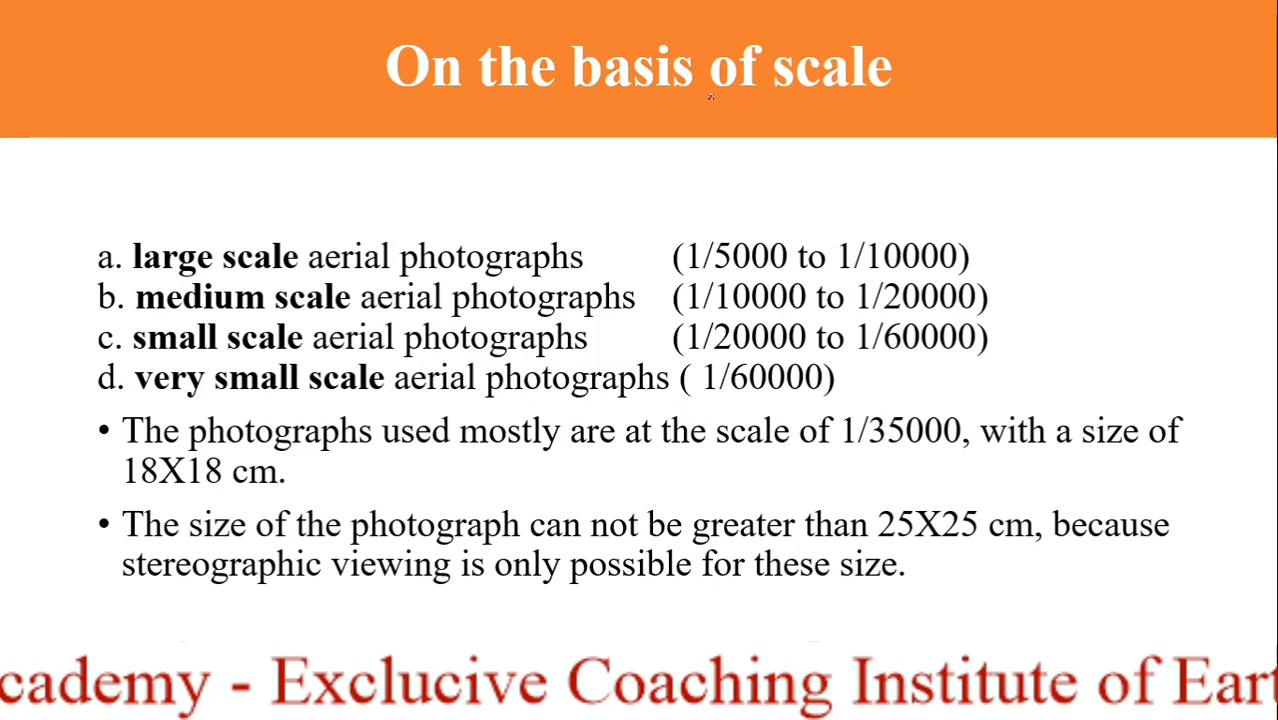 On the basis of scale
a. large scale aerial photographs (1/5000 to 1/10000)
b. medium scale aerial photographs (1/10000 to 1/20000)
c. small scale aerial photographs (1/20000 to 1/60000)
d. very small scale aerial photographs ( 1/60000)
• The photographs used mostly are at the scale of 1/35000, with a size of
18X18 cm.
• The size of the photograph can not be greater than 25X25 cm, because
stereographic viewing is only possible for these size.
cademy - Exclucive Coaching Institute of Eart